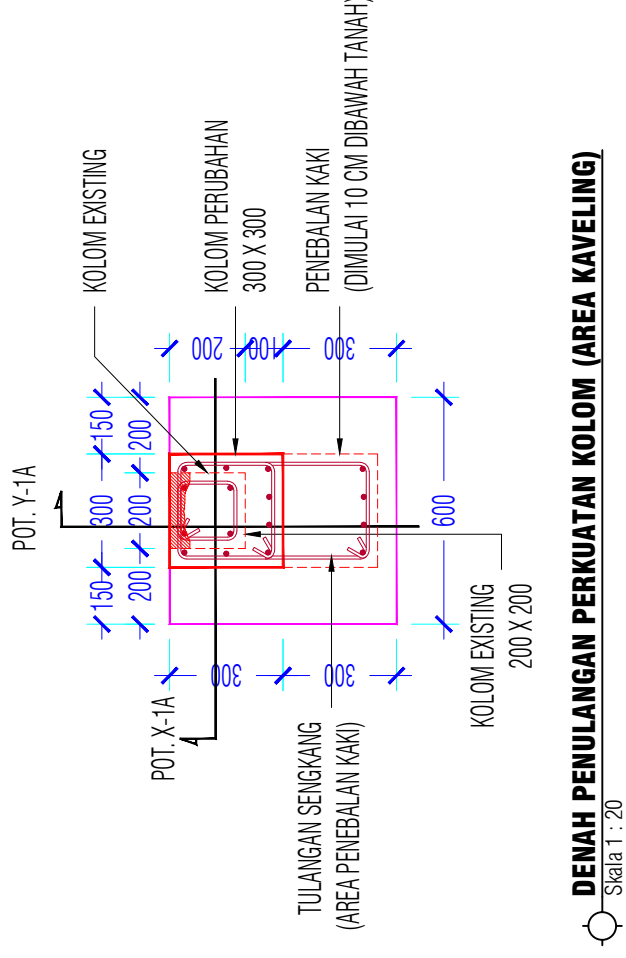 POT. Y-1A
POT. X-1A
150
300
150
200
200
200
200
100
300
300
300
600
KOLOM EXISTING
KOLOM PERUBAHAN
300 X 300
PENEBALAN KAKI
(DIMULAI 10 CM DIBAWAH TANAH)
TULANGAN SENGKANG
(AREA PENEBALAN KAKI)
KOLOM EXISTING
200 X 200
DENAH PENULANGAN PERKUATAN KOLOM (AREA KAVELING)
Skala 1 : 20